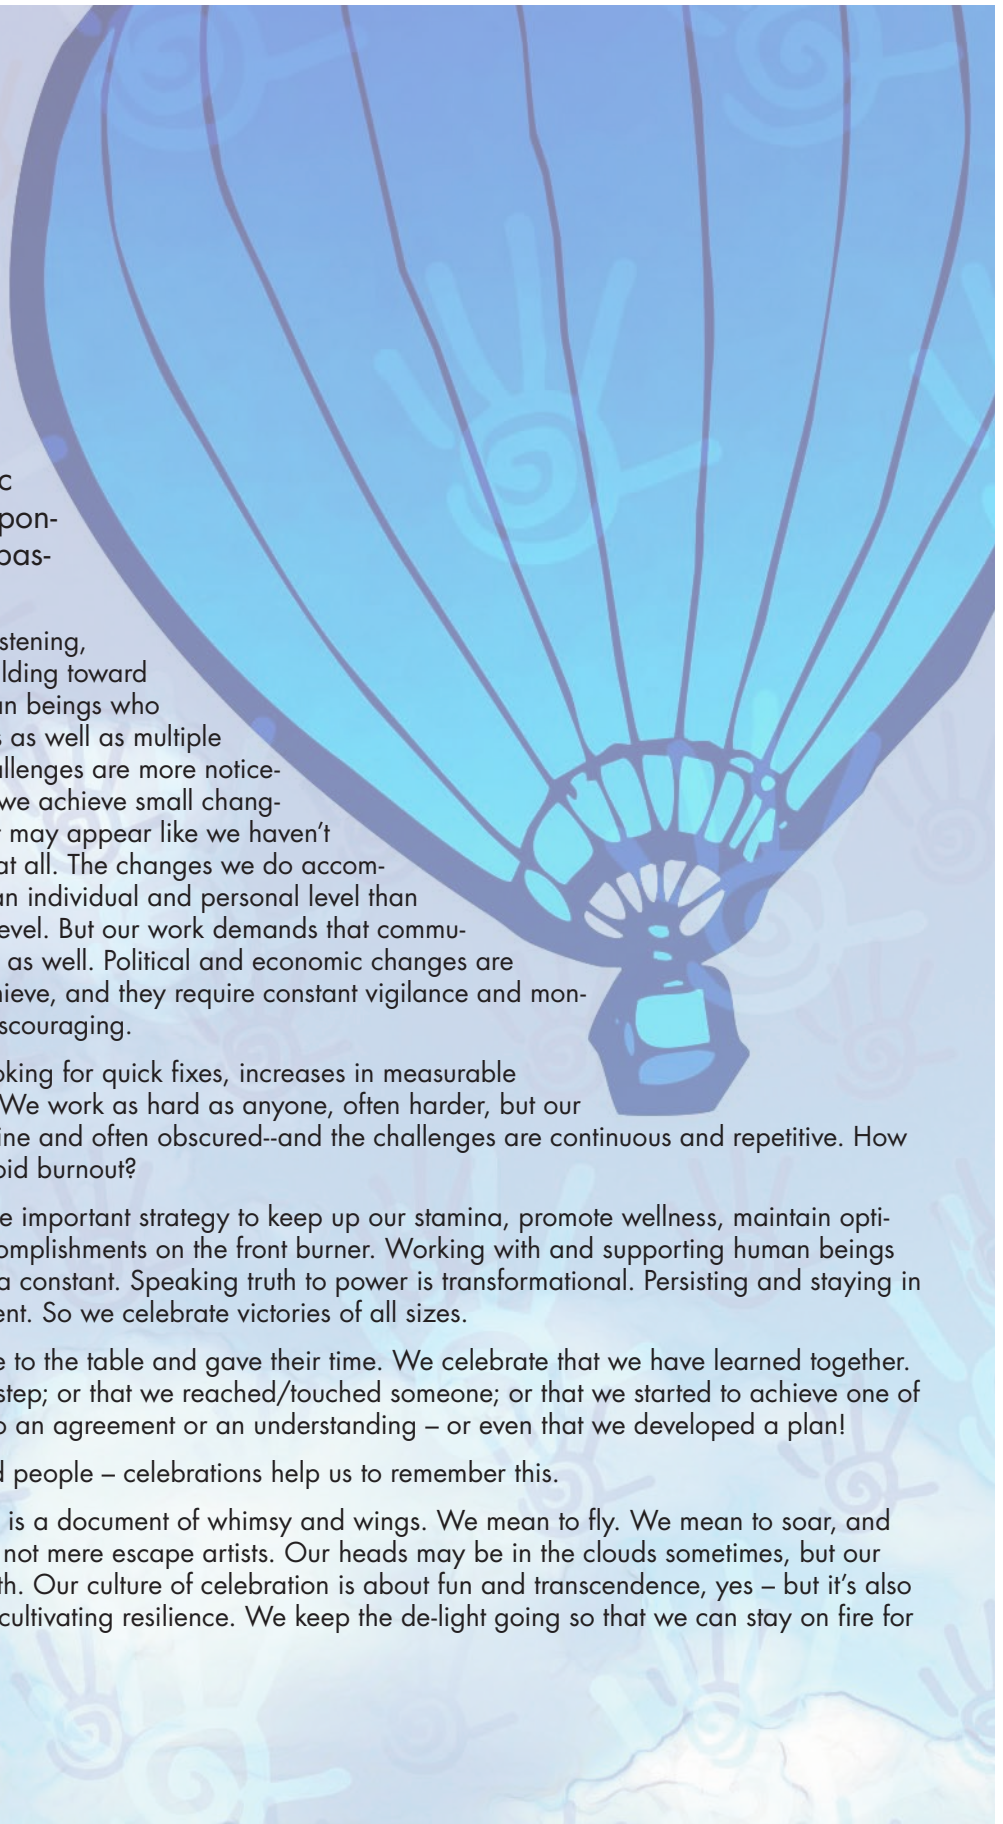 c
pon-
pas-
stening,
lding toward
an beings who
s as well as multiple
allenges are more notice-
we achieve small chang-
may appear like we haven't
at all. The changes we do accom-
an individual and personal level than
evel. But our work demands that commu-
as well. Political and economic changes are
hieve, and they require constant vigilance and mon-
scouraging.
oking for quick fixes, increases in measurable
We work as hard as anyone, often harder, but our
ine and often obscured--and the challenges are continuous and repetitive. How
oid burnout?
e important strategy to keep up our stamina, promote wellness, maintain opti-
omplishments on the front burner. Working with and supporting human beings
a constant. Speaking truth to power is transformational. Persisting and staying in
ent. So we celebrate victories of all sizes.
e to the table and gave their time. We celebrate that we have learned together.
step; or that we reached/touched someone; or that we started to achieve one of
o an agreement or an understanding – or even that we developed a plan!
d people – celebrations help us to remember this.
is a document of whimsy and wings. We mean to fly. We mean to soar, and
not mere escape artists. Our heads may be in the clouds sometimes, but our
th. Our culture of celebration is about fun and transcendence, yes – but it's also
cultivating resilience. We keep the de-light going so that we can stay on fire for